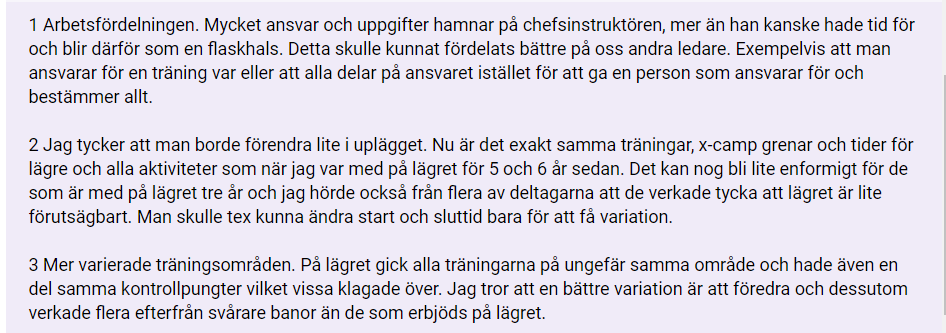 1 Arbetsfördelningen. Mycket ansvar och uppgifter hamnar på chefsinstruktören, mer än han kanske hade tid för
och blir därför som en flaskhals. Detta skulle kunnat fördelats bättre på oss andra ledare. Exempelvis att man
ansvarar för en träning var eller att alla delar på ansvaret istället för att ga en person som ansvarar för och
bestämmer allt.
2 Jag tycker att man borde förendra lite i uplägget. Nu är det exakt samma träningar, x-camp grenar och tider för
lägre och alla aktiviteter som när jag var med på lägret för 5 och 6 år sedan. Det kan nog bli lite enformigt för de
som är med på lägret tre år och jag hörde också från flera av deltagarna att de verkade tycka att lägret är lite
förutsägbart. Man skulle tex kunna ändra start och sluttid bara för att få variation.
3 Mer varierade träningsområden. På lägret gick alla träningarna på ungefär samma område och hade även en
del samma kontrollpungter vilket vissa klagade över. Jag tror att en bättre variation är att föredra och dessutom
verkade flera efterfrån svårare banor än de som erbjöds på lägret.